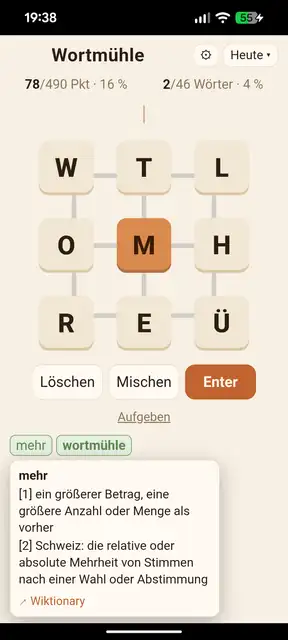 19:38
55
Wortmühle
Heute ▾
78/490 Pkt · 16 %
2/46 Wörter · 4 %
W T L
O M H
R E Ü
Löschen
Mischen
Enter
Aufgeben
mehr
wortmühle
mehr
[1] ein größerer Betrag, eine
größere Anzahl oder Menge als
vorher
[2] Schweiz: die relative oder
absolute Mehrheit von Stimmen
nach einer Wahl oder Abstimmung
↗ Wiktionary